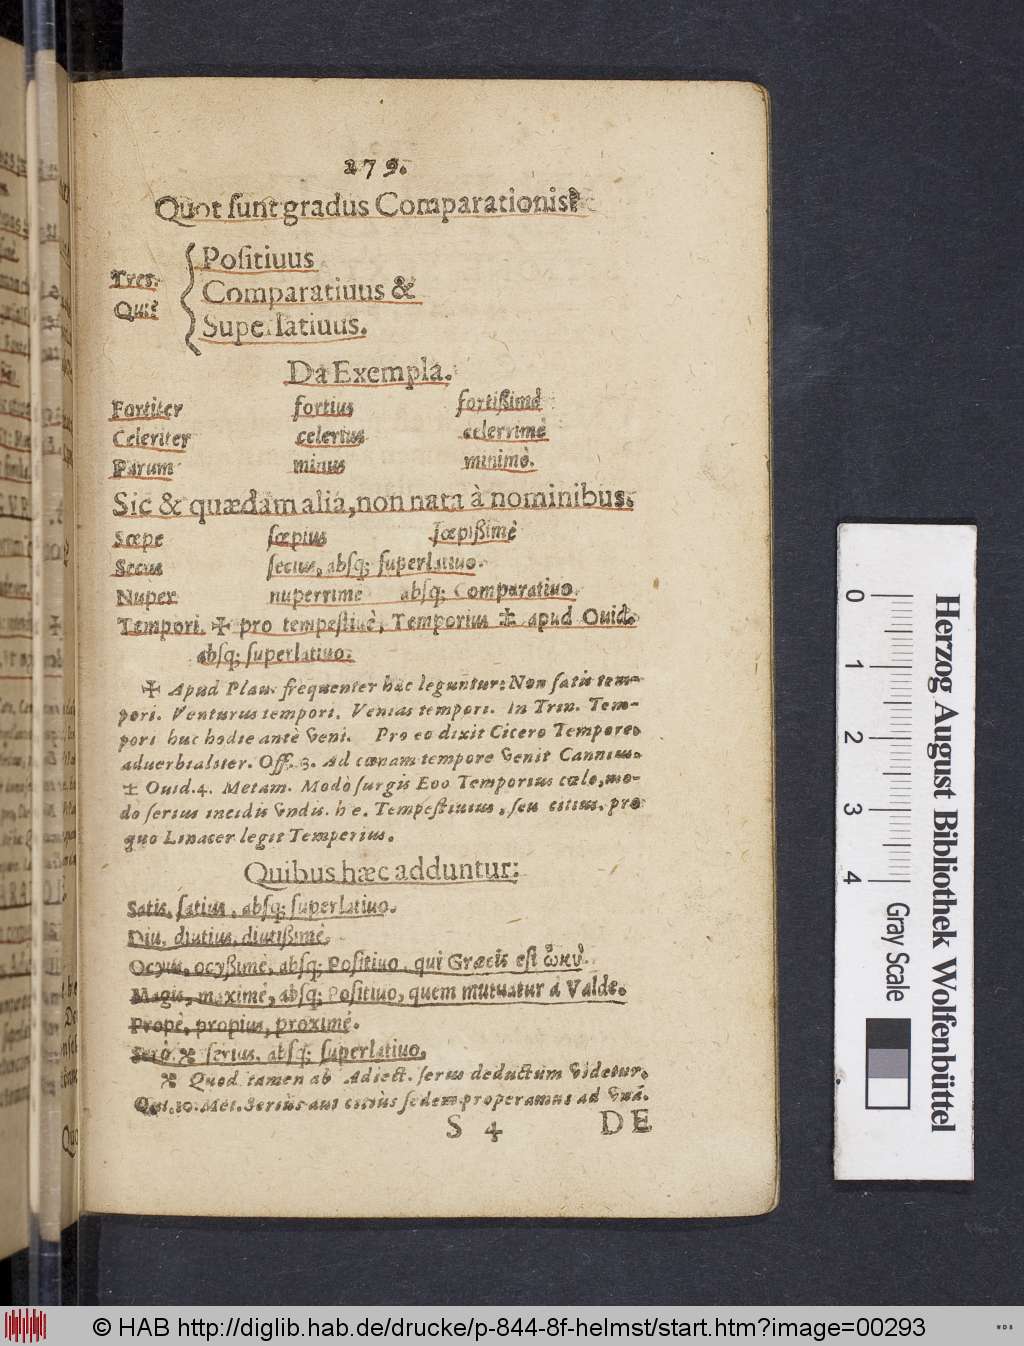 279.
Quot ſunt gradus Comparationis?
Tres.
Qui?
Poſitiuus
Comparatiuus &
Superlatiuus.
Da Exempla.
Fortiter fortius fortißimè
Celeriter celerius celerrimè
Parum minus minimè.
Sic & quædam alia, non nata à nominibus.
Sæpe ſæpius ſæpißimè
Secus ſecius, abſq; ſuperlatiuo.
Nuper nuperrimè abſq; Comparatiuo.
Tempori. ✠ pro tempeſtiuè, Temporius ‡ apud Ouid.
abſq; ſuperlatiuo.
✠ Apud Plau. frequenter hæc leguntur: Non ſatis tem-
pori. Venturus tempori. Venias tempori. In Trin. Tem-
pori huc hodie antè veni. Pro eo dixit Cicero Tempore
aduerbialiter. Off. 3. Ad cœnam tempore venit Cannius.
‡ Ouid. 4. Metam. Modò ſurgis Eoo Temporius cœlo, mo-
do ſerius incidis vndis. h e. Tempeſtiuius, ſeu citius, pro
quo Linacer legit Temperius.
Quibus hæc adduntur:
Satis, ſatius, abſq; ſuperlatiuo.
Diu, diutius, diutißimè.
Ocyus, ocyßimè, abſq; Poſitiuo, qui Græcis eſt ὠκύ.
Magis, maximè, abſq; Poſitiuo, quem mutuatur à Valde.
Propè, propius, proximè.
Serò. ※ ſerius, abſq; ſuperlatiuo.
※ Quod tamen ab Adiect. ſerus deductum videtur.
Oui. 10. Met. Serius aut citiùs ſedem properamus ad vnā.
S 4 DE
Herzog August Bibliothek Wolfenbüttel
0 1 2 3 4
Gray Scale
© HAB http://diglib.hab.de/drucke/p-844-8f-helmst/start.htm?image=00293